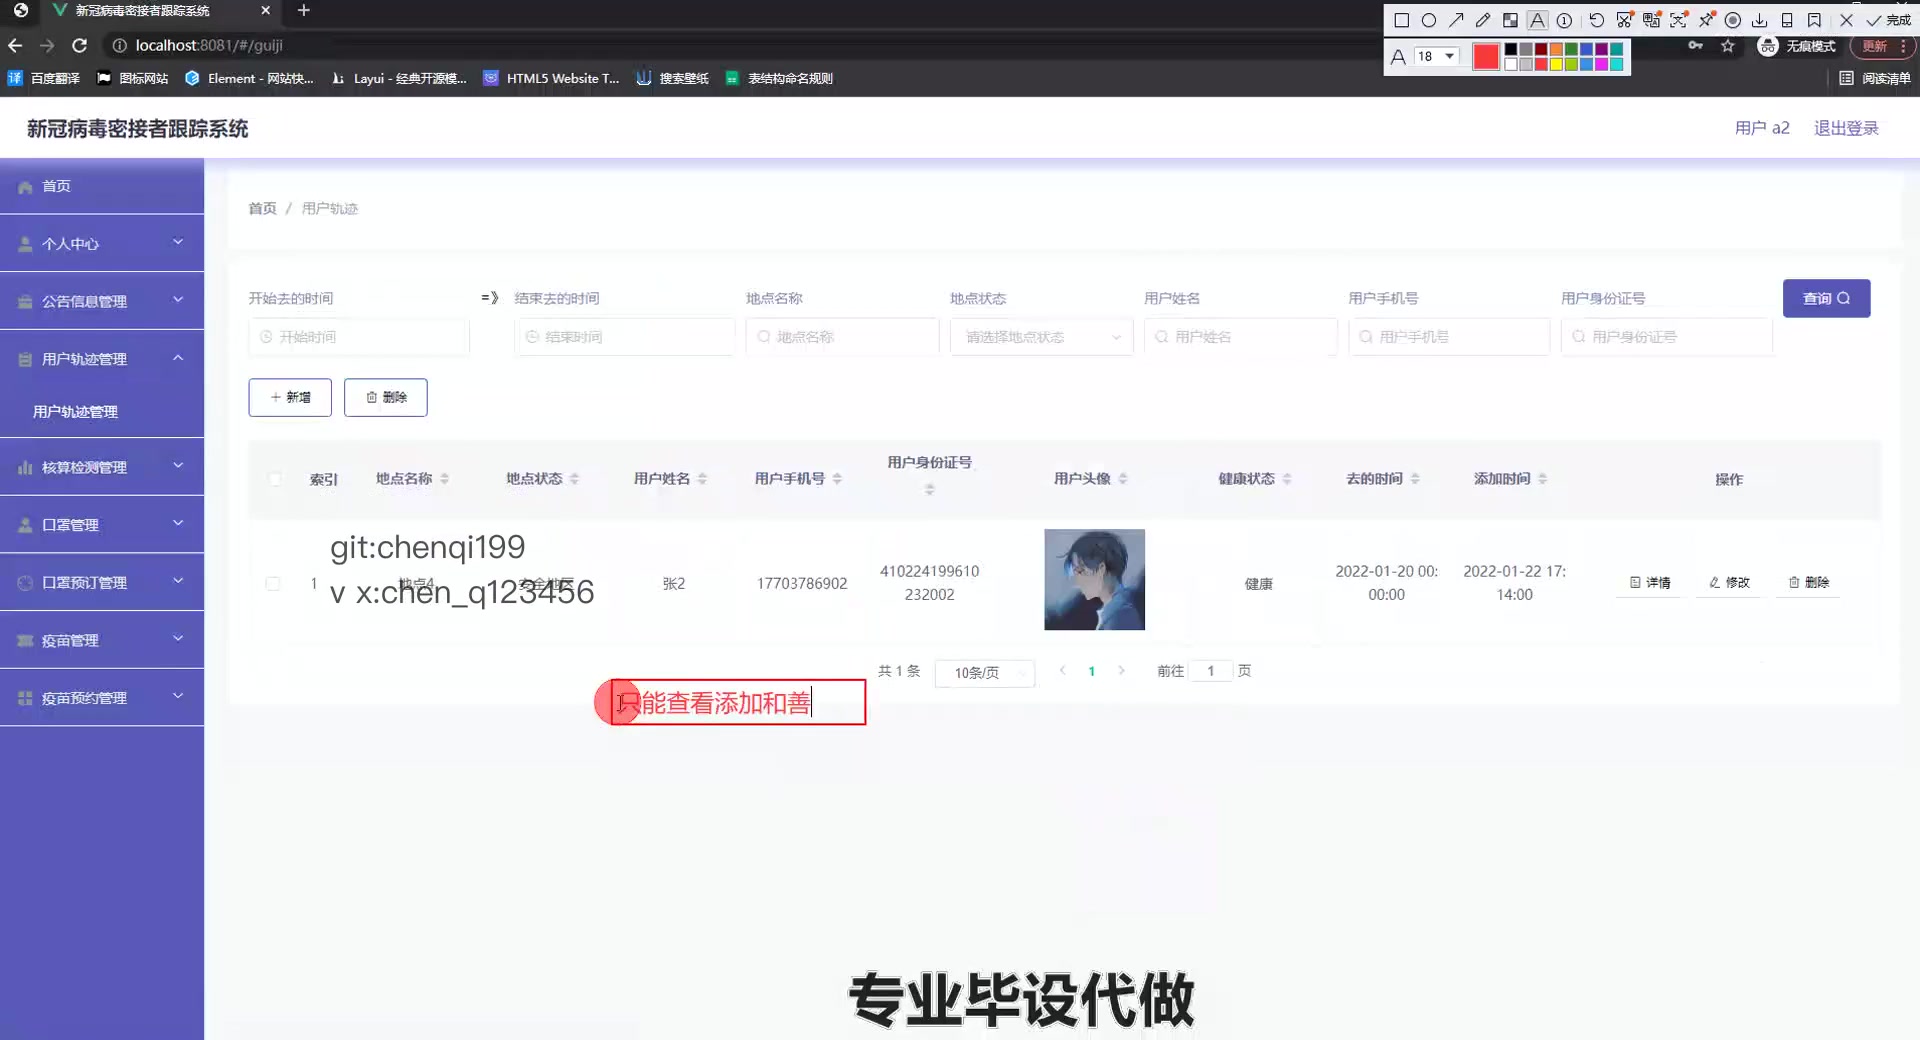 新冠病毒密接者跟踪系统
localhost:8081/#/guiji
A 18
完成
无痕模式
更新
百度翻译
图标网站
Element - 网站快...
Layui - 经典开源模...
HTML5 Website T...
搜索壁纸
表结构命名规则
阅读清单
新冠病毒密接者跟踪系统
用户 a2
退出登录
首页
个人中心
公告信息管理
用户轨迹管理
用户轨迹管理
核算检测管理
口罩管理
口罩预订管理
疫苗管理
疫苗预约管理
首页 / 用户轨迹
开始去的时间
=》
结束去的时间
地点名称
地点状态
用户姓名
用户手机号
用户身份证号
查询
开始时间
结束时间
地点名称
请选择地点状态
用户姓名
用户手机号
用户身份证号
+ 新增
删除
索引
地点名称
地点状态
用户姓名
用户手机号
用户身份证号
用户头像
健康状态
去的时间
添加时间
操作
git:chenqi199
v x:chen_q123456
1
地点4
安全地区
张2
17703786902
410224199610
232002
健康
2022-01-20 00:
00:00
2022-01-22 17:
14:00
详情
修改
删除
共 1 条
10条/页
1
前往 1 页
只能查看添加和善
专业毕设代做